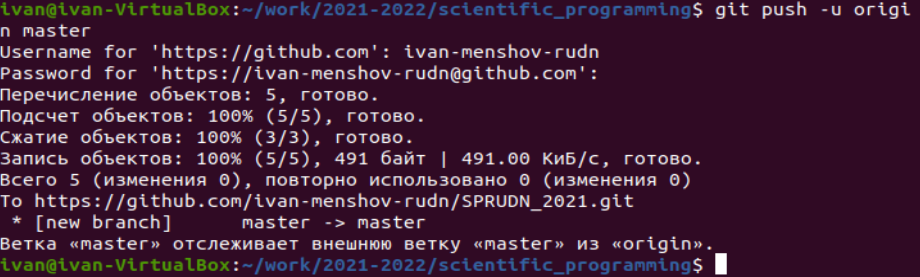 ivan@ivan-VirtualBox:~/work/2021-2022/scientific_programming$ git push -u origi
n master
Username for 'https://github.com': ivan-menshov-rudn
Password for 'https://ivan-menshov-rudn@github.com':
Перечисление объектов: 5, готово.
Подсчет объектов: 100% (5/5), готово.
Сжатие объектов: 100% (3/3), готово.
Запись объектов: 100% (5/5), 491 байт | 491.00 КиБ/с, готово.
Всего 5 (изменения 0), повторно использовано 0 (изменения 0)
To https://github.com/ivan-menshov-rudn/SPRUDN_2021.git
 * [new branch]      master -> master
Ветка «master» отслеживает внешнюю ветку «master» из «origin».
ivan@ivan-VirtualBox:~/work/2021-2022/scientific_programming$